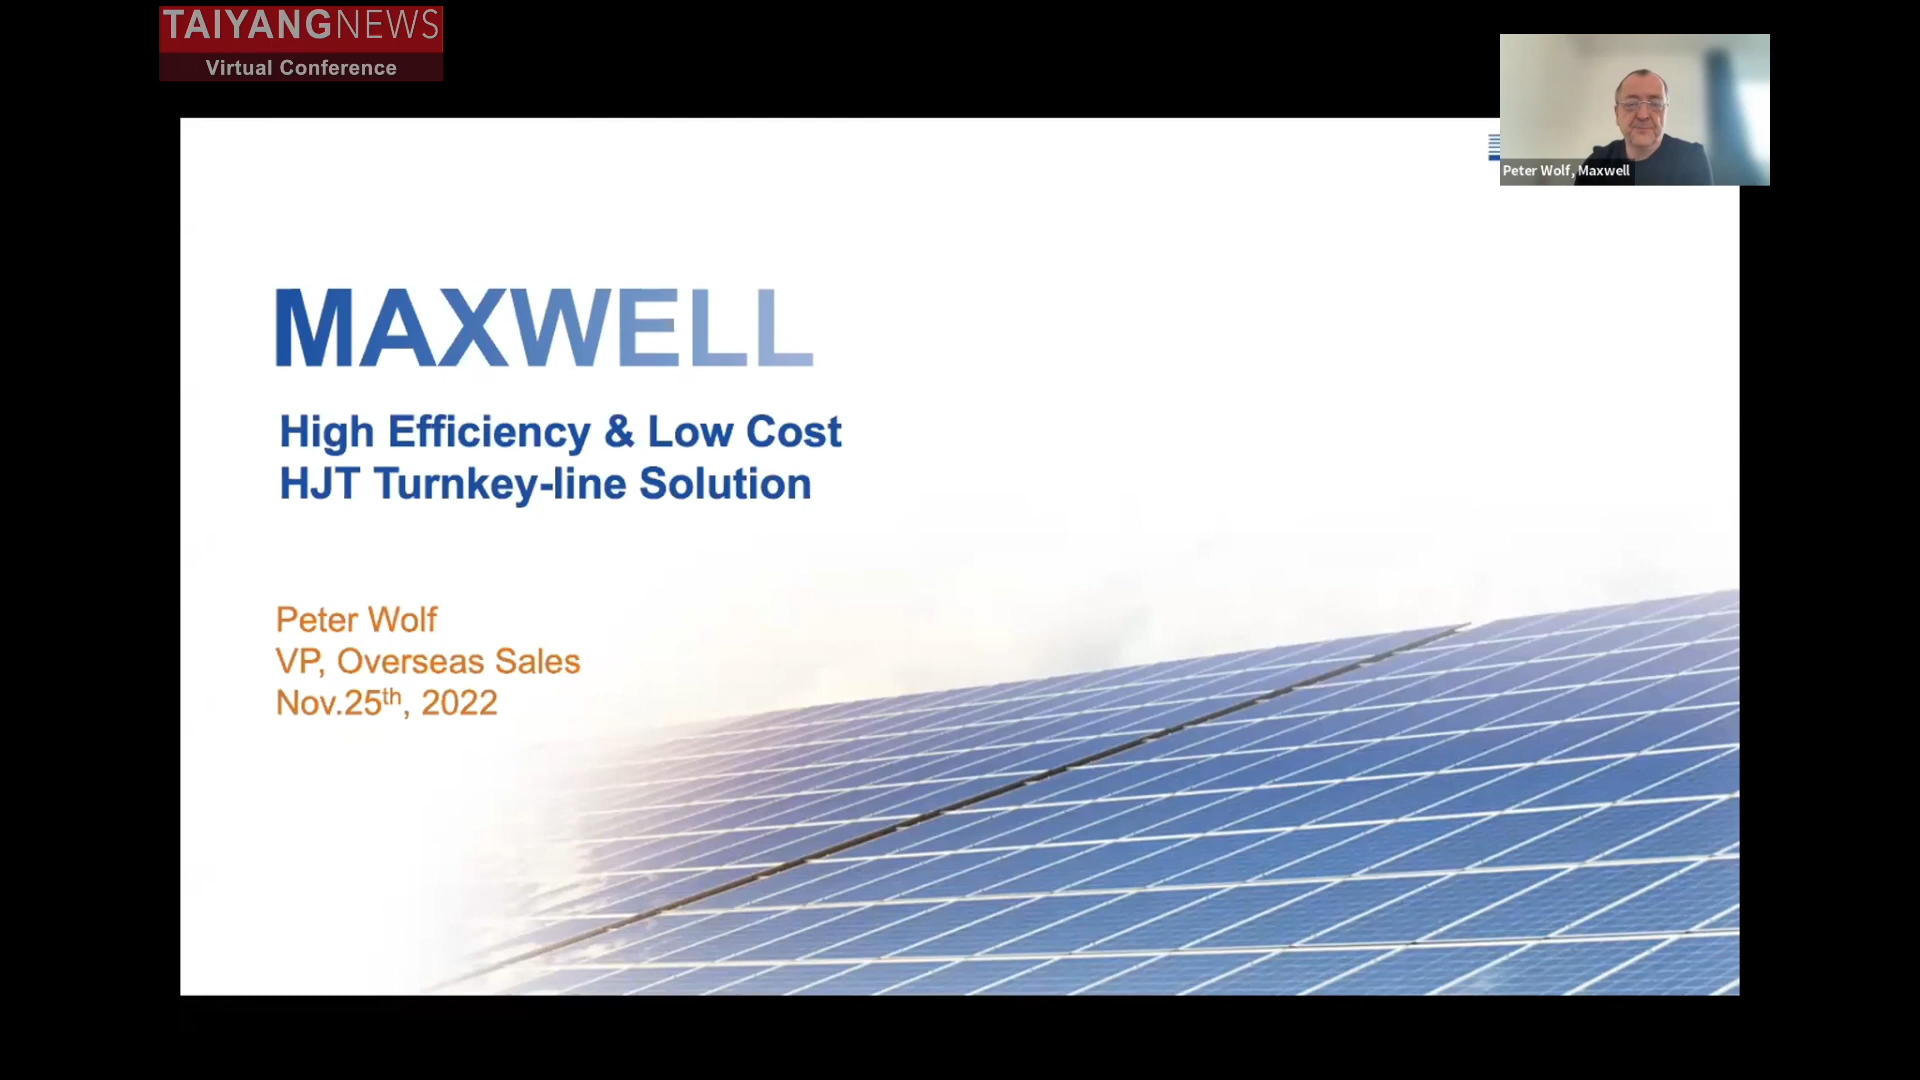 TAIYANGNEWS
Virtual Conference
Peter Wolf, Maxwell
MAXWELL
High Efficiency & Low Cost
HJT Turnkey-line Solution
Peter Wolf
VP, Overseas Sales
Nov.25th, 2022